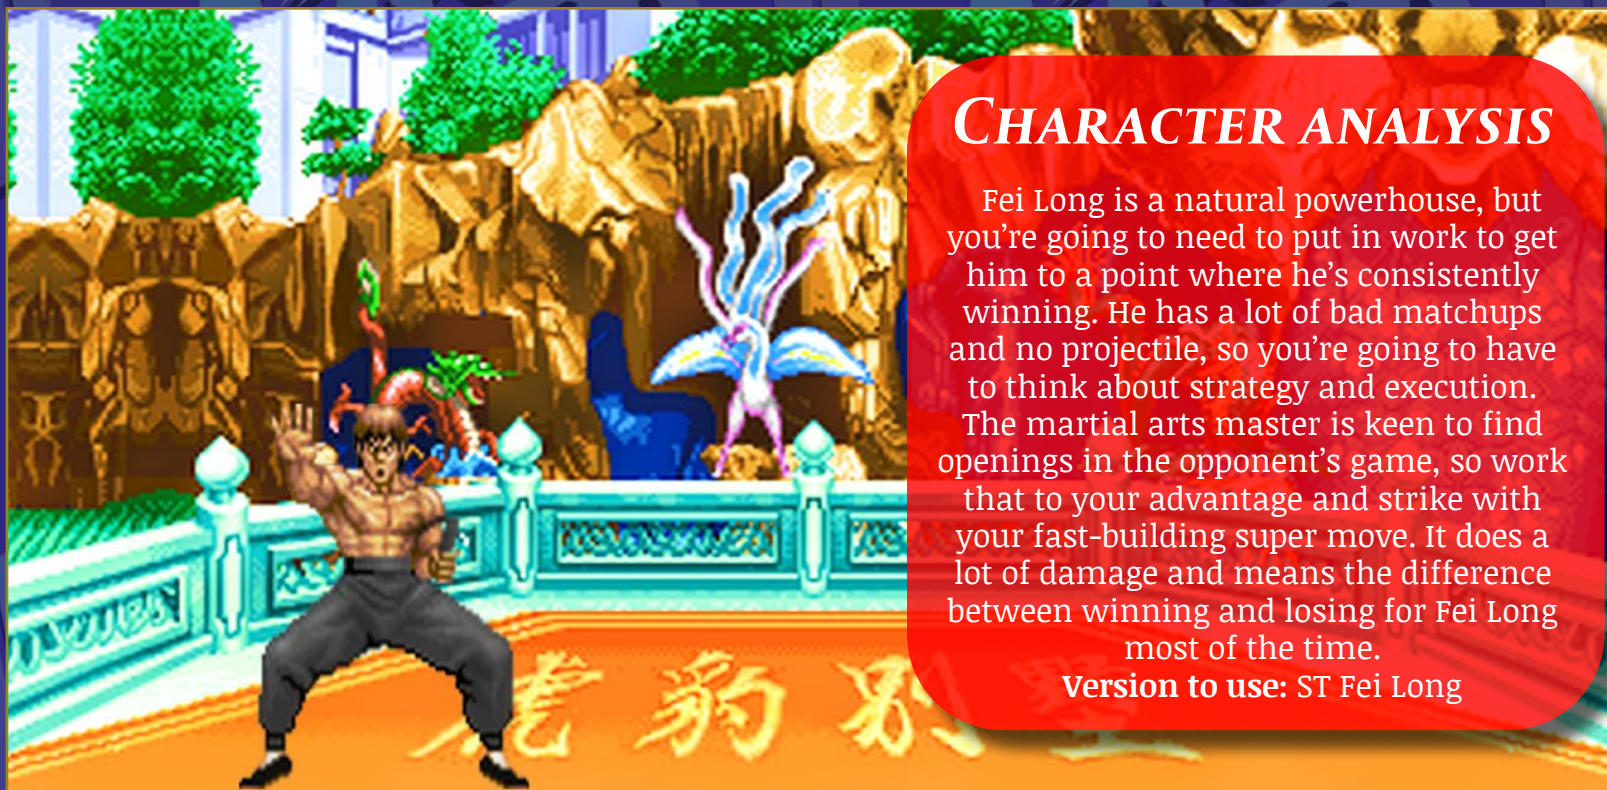 CHARACTER ANALYSIS
Fei Long is a natural powerhouse, but
you’re going to need to put in work to get
him to a point where he’s consistently
winning. He has a lot of bad matchups
and no projectile, so you’re going to have
to think about strategy and execution.
The martial arts master is keen to find
openings in the opponent’s game, so work
that to your advantage and strike with
your fast-building super move. It does a
lot of damage and means the difference
between winning and losing for Fei Long
most of the time.
Version to use: ST Fei Long
虎豹別